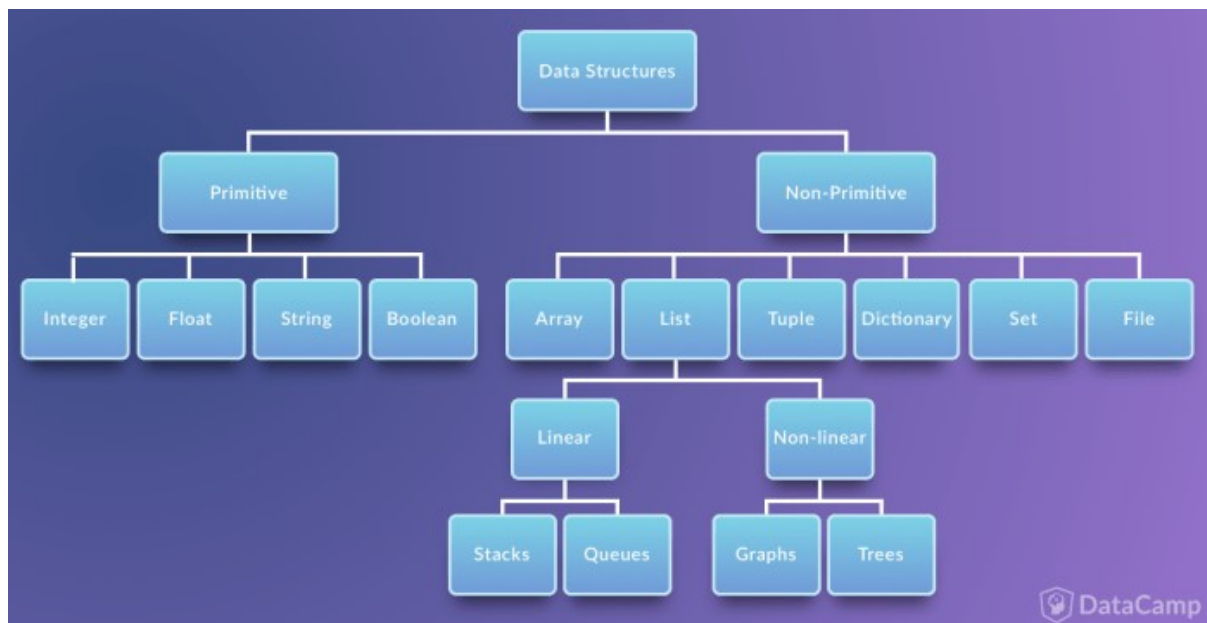 Data Structures
Primitive
Non-Primitive
Integer
Float
String
Boolean
Array
List
Tuple
Dictionary
Set
File
Linear
Non-linear
Stacks
Queues
Graphs
Trees
DataCamp